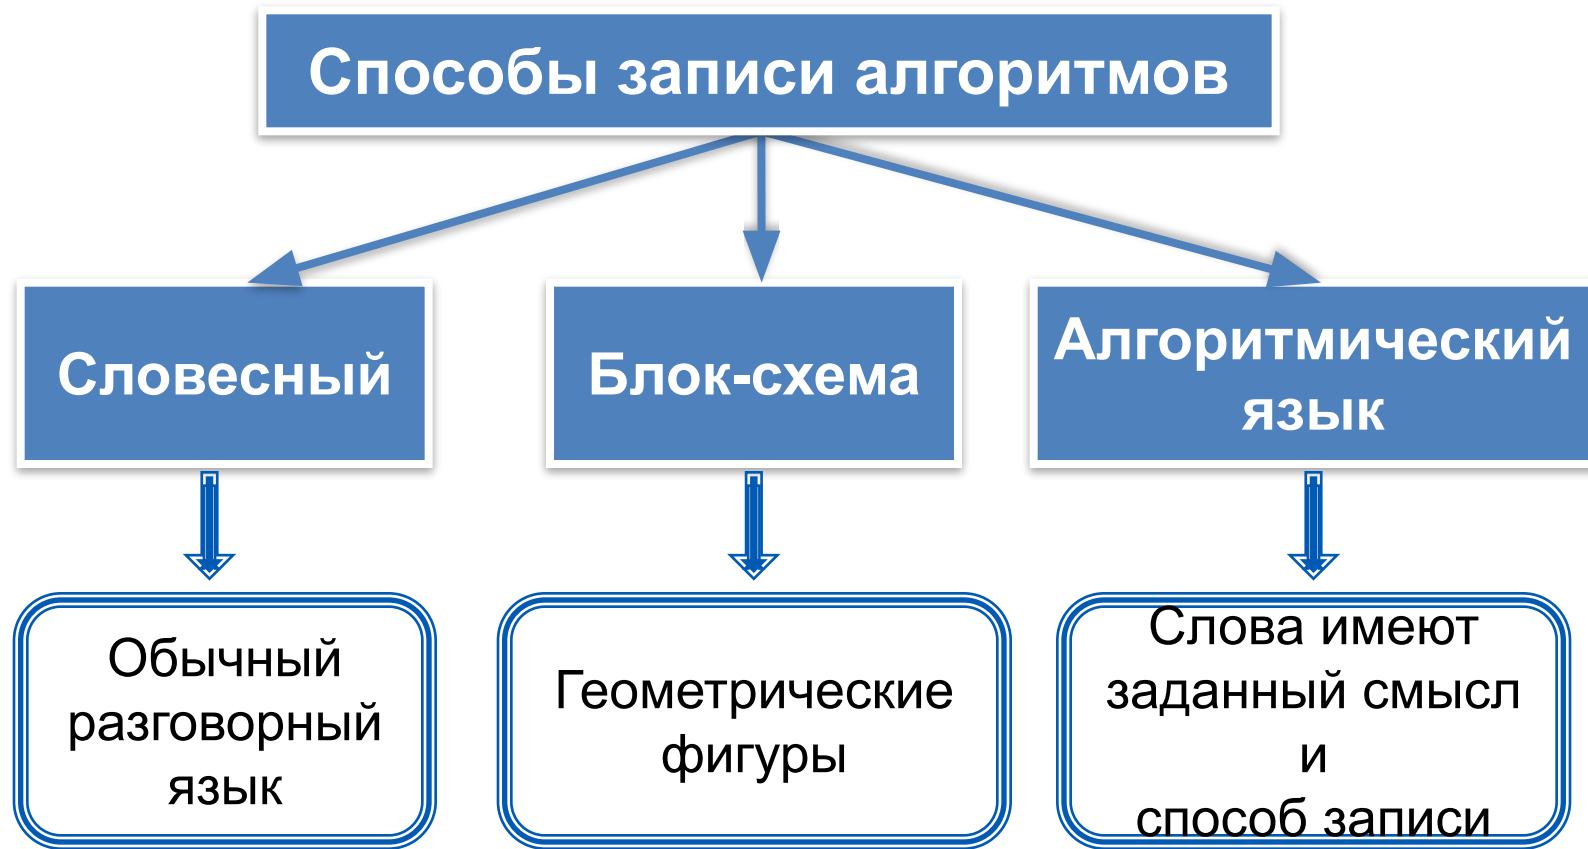 Способы записи алгоритмов
Словесный
Блок-схема
Алгоритмический
язык
Обычный
разговорный
язык
Геометрические
фигуры
Слова имеют
заданный смысл
и
способ записи